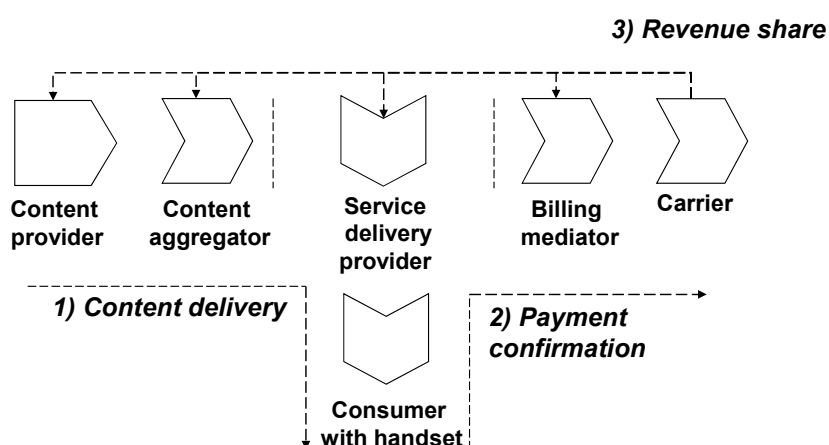 3) Revenue share
Content
provider
Content
aggregator
Service
delivery
provider
Billing
mediator
Carrier
1) Content delivery
2) Payment
confirmation
Consumer
with handset